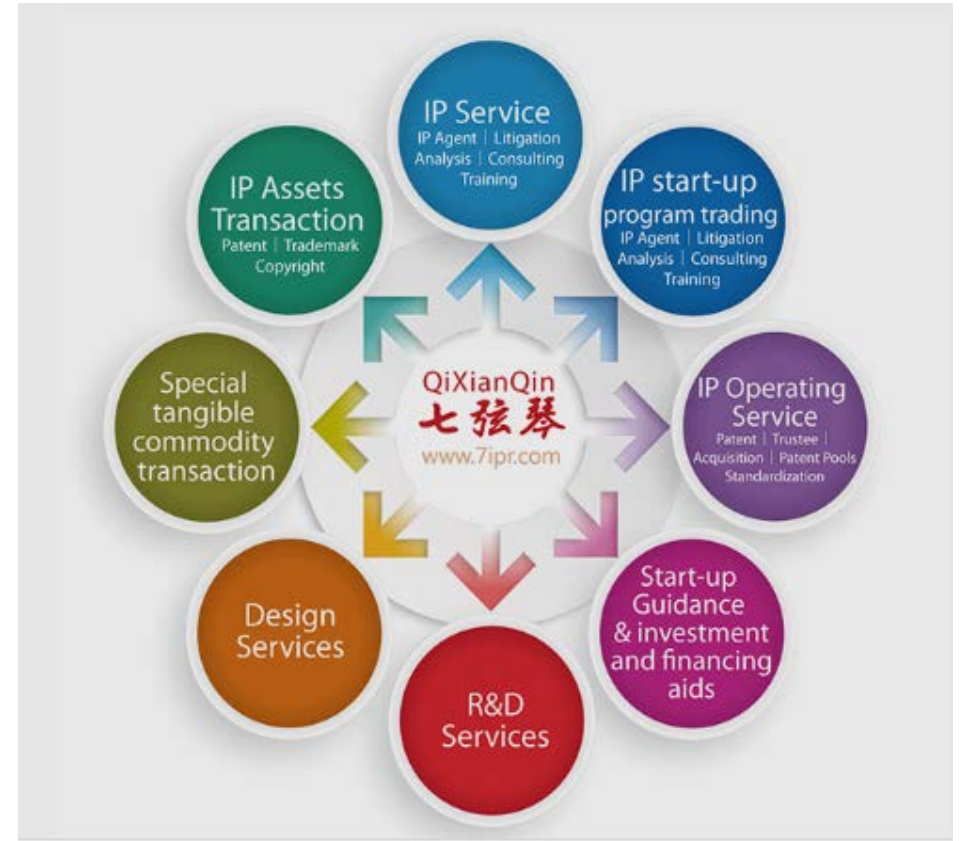 IP Service
IP Agent | Litigation
Analysis | Consulting
Training
IP start-up
program trading
IP Agent | Litigation
Analysis | Consulting
Training
IP Operating
Service
Patent | Trustee |
Acquisition | Patent Pools
Standardization
Start-up
Guidance
& investment
and financing
aids
R&D
Services
Design
Services
Special
tangible
commodity
transaction
IP Assets
Transaction
Patent | Trademark
Copyright
QiXianQin
七弦琴
www.7ipr.com